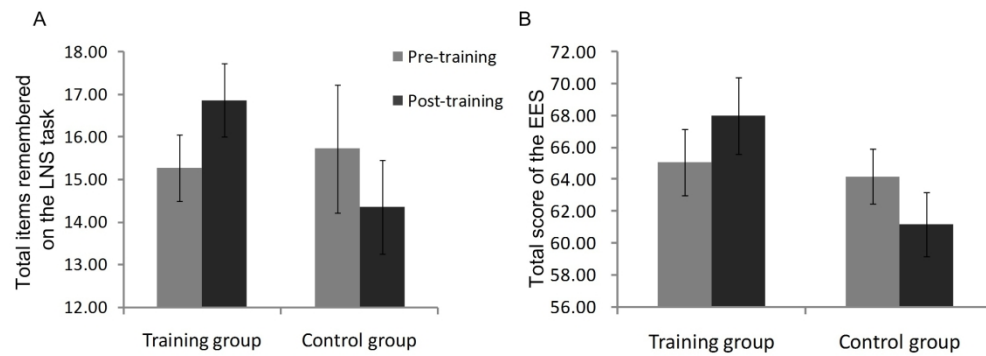 A
Total items remembered
on the LNS task
18.00
17.00
16.00
15.00
14.00
13.00
12.00
Pre-training
Post-training
Training group
Control group
B
Total score of the EES
72.00
70.00
68.00
66.00
64.00
62.00
60.00
58.00
56.00
Training group
Control group